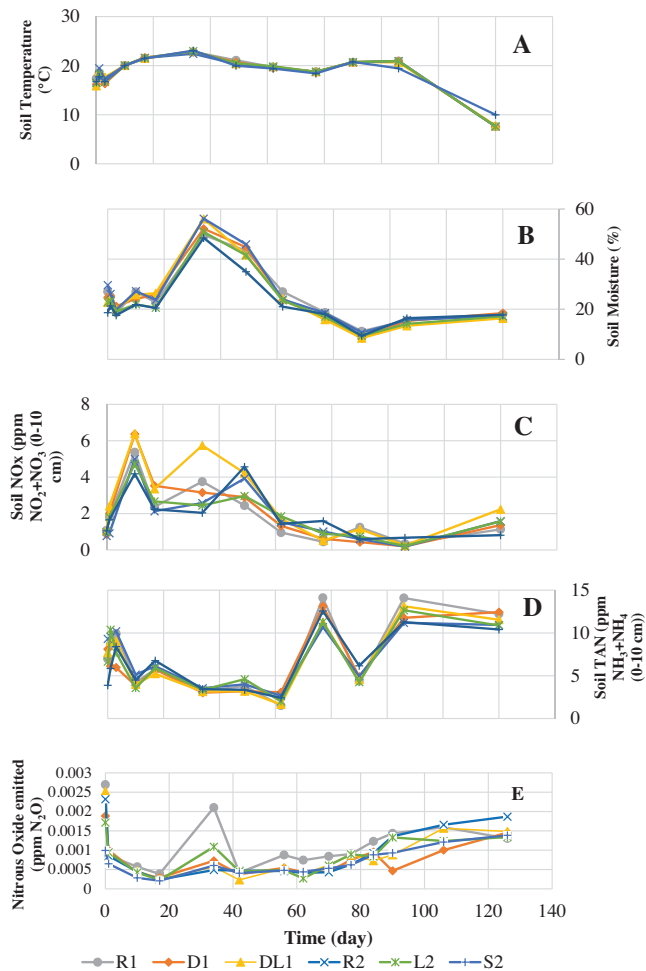 30
20
10
0
Soil Temperature
(°C)
A
60
40
20
0
Soil Moisture (%)
B
8
6
4
2
0
Soil NOx (ppm
NO₂+NO₃ (0-10
cm))
C
15
10
5
0
Soil TAN (ppm
NH₃+NH₄
(0-10 cm))
D
0.003
0.0025
0.002
0.0015
0.001
0.0005
0
Nitrous Oxide emitted
(ppm N₂O)
E
0 20 40 60 80 100 120 140
Time (day)
R1 D1 DL1 R2 L2 S2